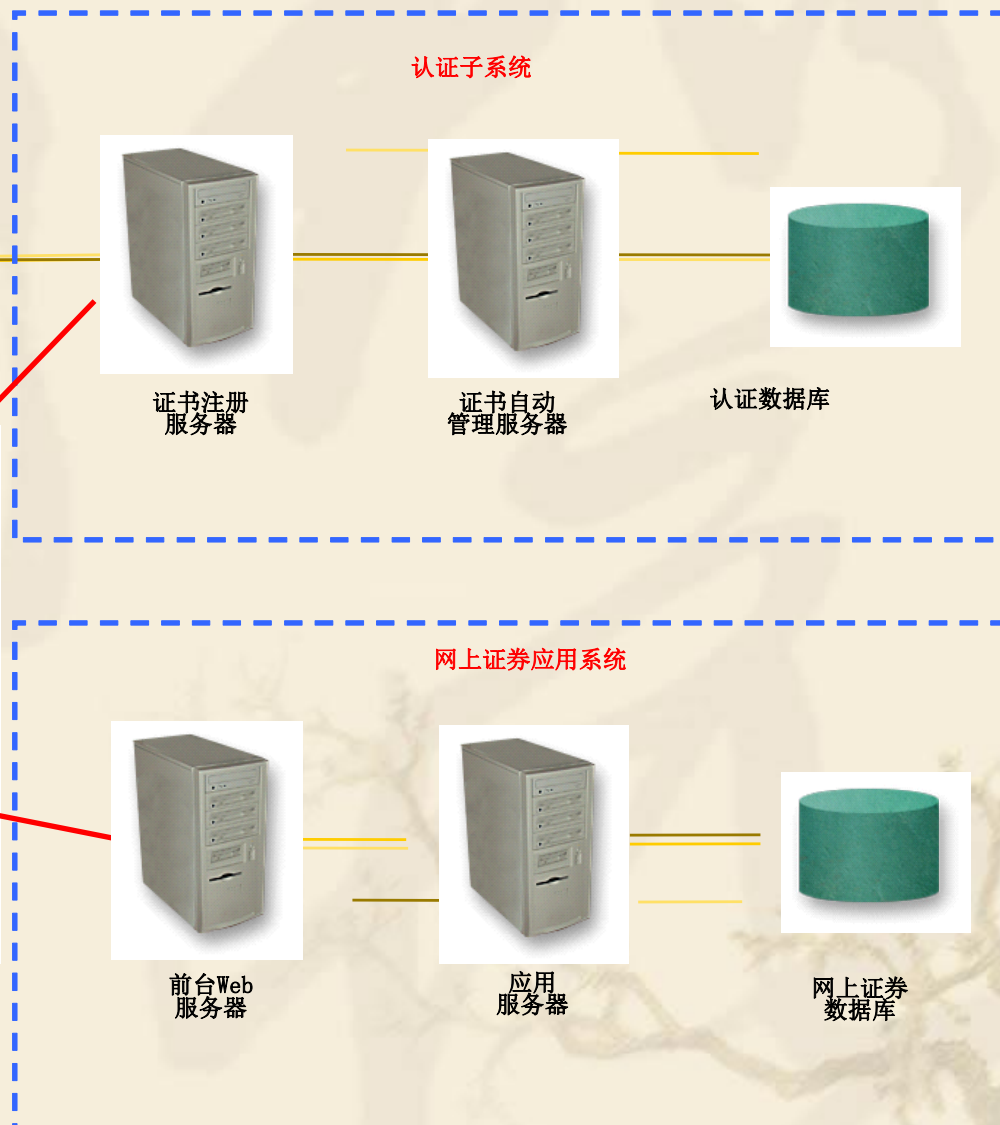 认证子系统
证书注册
服务器
证书自动
管理服务器
认证数据库
网上证券应用系统
前台Web
服务器
应用
服务器
网上证券
数据库